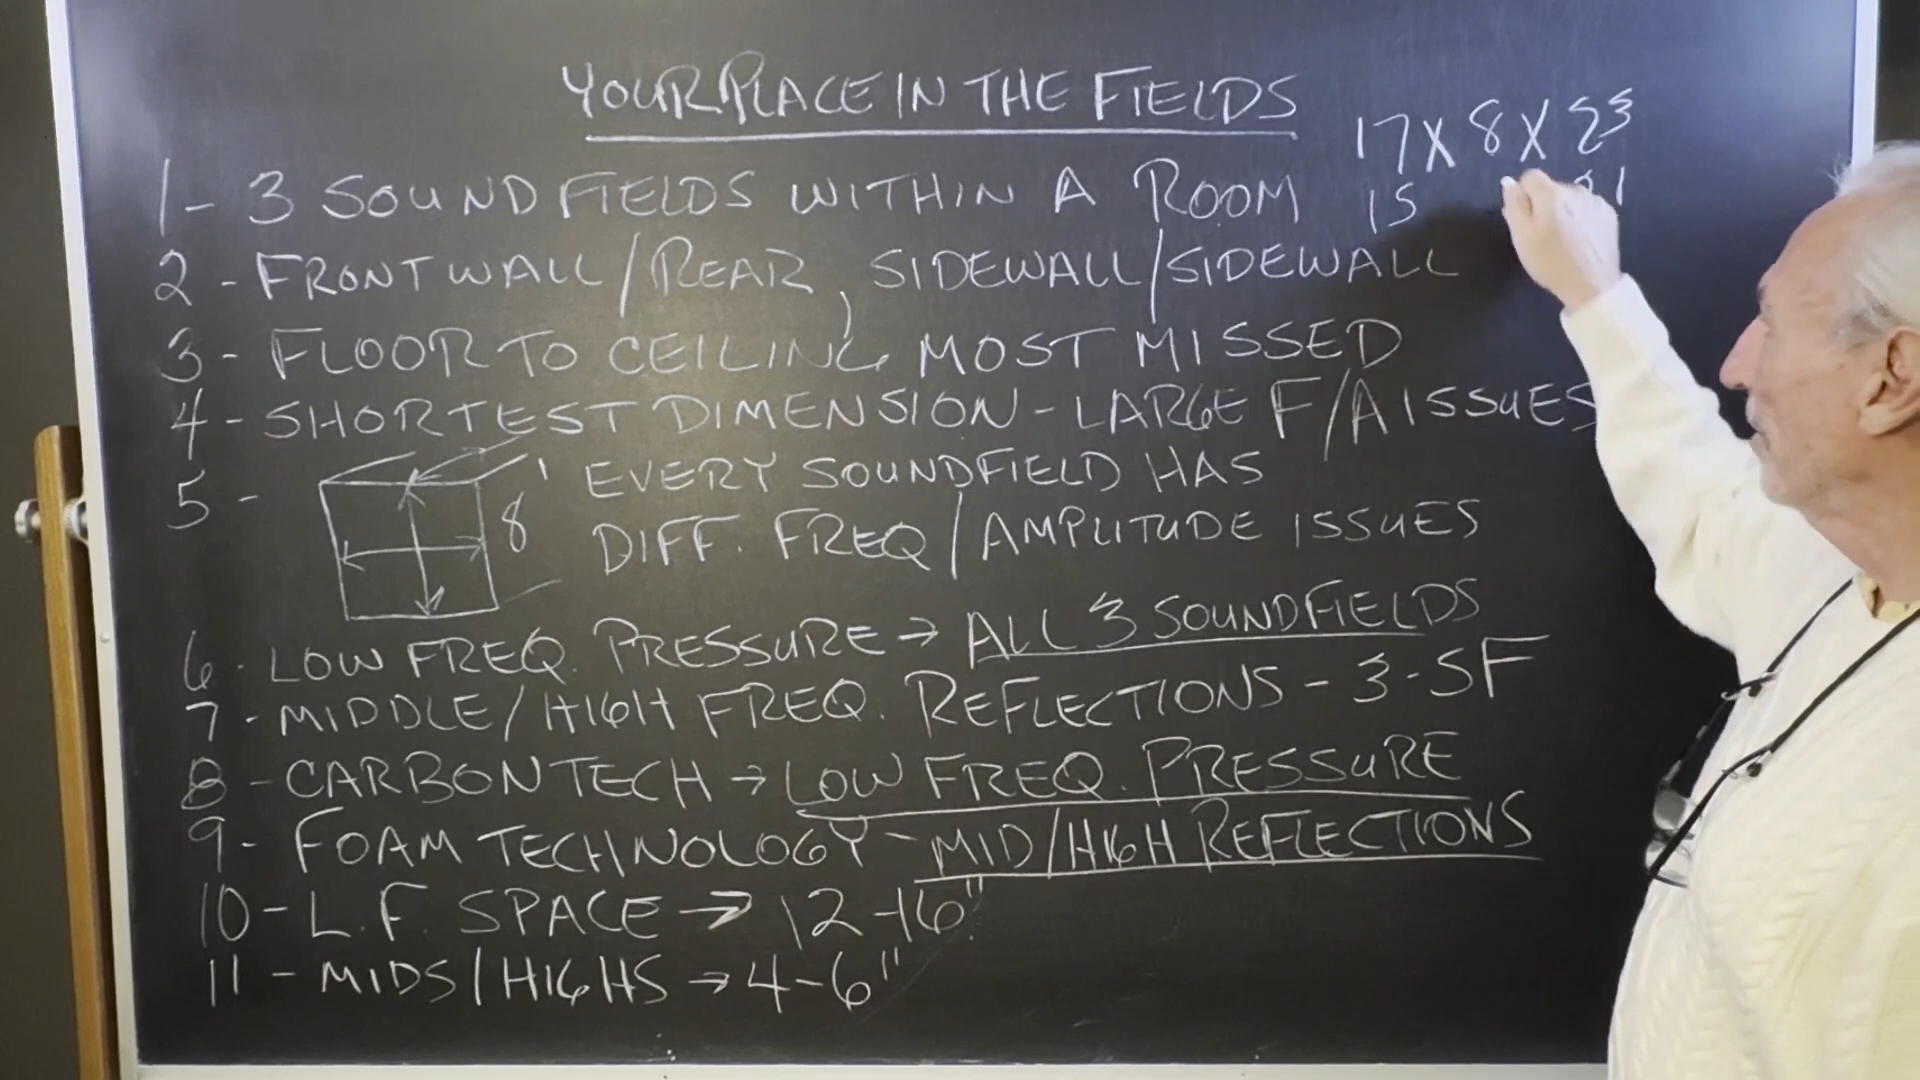 YOUR PLACE IN THE FIELDS
17 X 8 X 23
15
1 - 3 SOUNDFIELDS WITHIN A ROOM
2 - FRONTWALL/REAR, SIDEWALL/SIDEWALL
3 - FLOOR TO CEILING, MOST MISSED
4 - SHORTEST DIMENSION - LARGE F/A ISSUES
5 - 8' EVERY SOUNDFIELD HAS
DIFF. FREQ/AMPLITUDE ISSUES
6 - LOW FREQ. PRESSURE → ALL 3 SOUNDFIELDS
7 - MIDDLE/HIGH FREQ. REFLECTIONS - 3-SF
8 - CARBON TECH → LOW FREQ. PRESSURE
9 - FOAM TECHNOLOGY - MID/HIGH REFLECTIONS
10 - L.F. SPACE → 12-16"
11 - MIDS/HIGHS → 4-6"